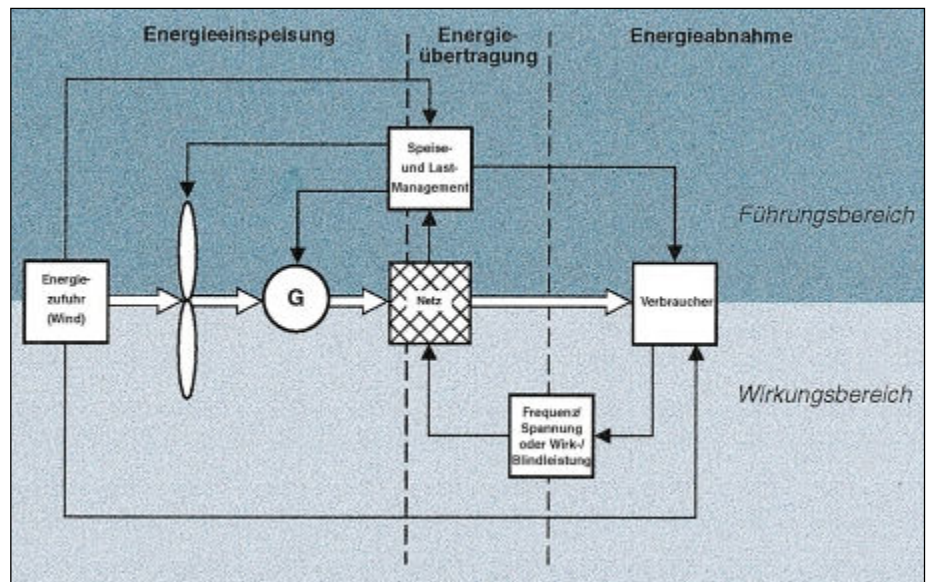 Energieeinspeisung
Energie-
übertragung
Energieabnahme
Speise-
und Last-
Management
Führungsbereich
Energie-
zufuhr
(Wind)
G
Netz
Verbraucher
Wirkungsbereich
Frequenz/
Spannung
oder Wirk-/
Blindleistung